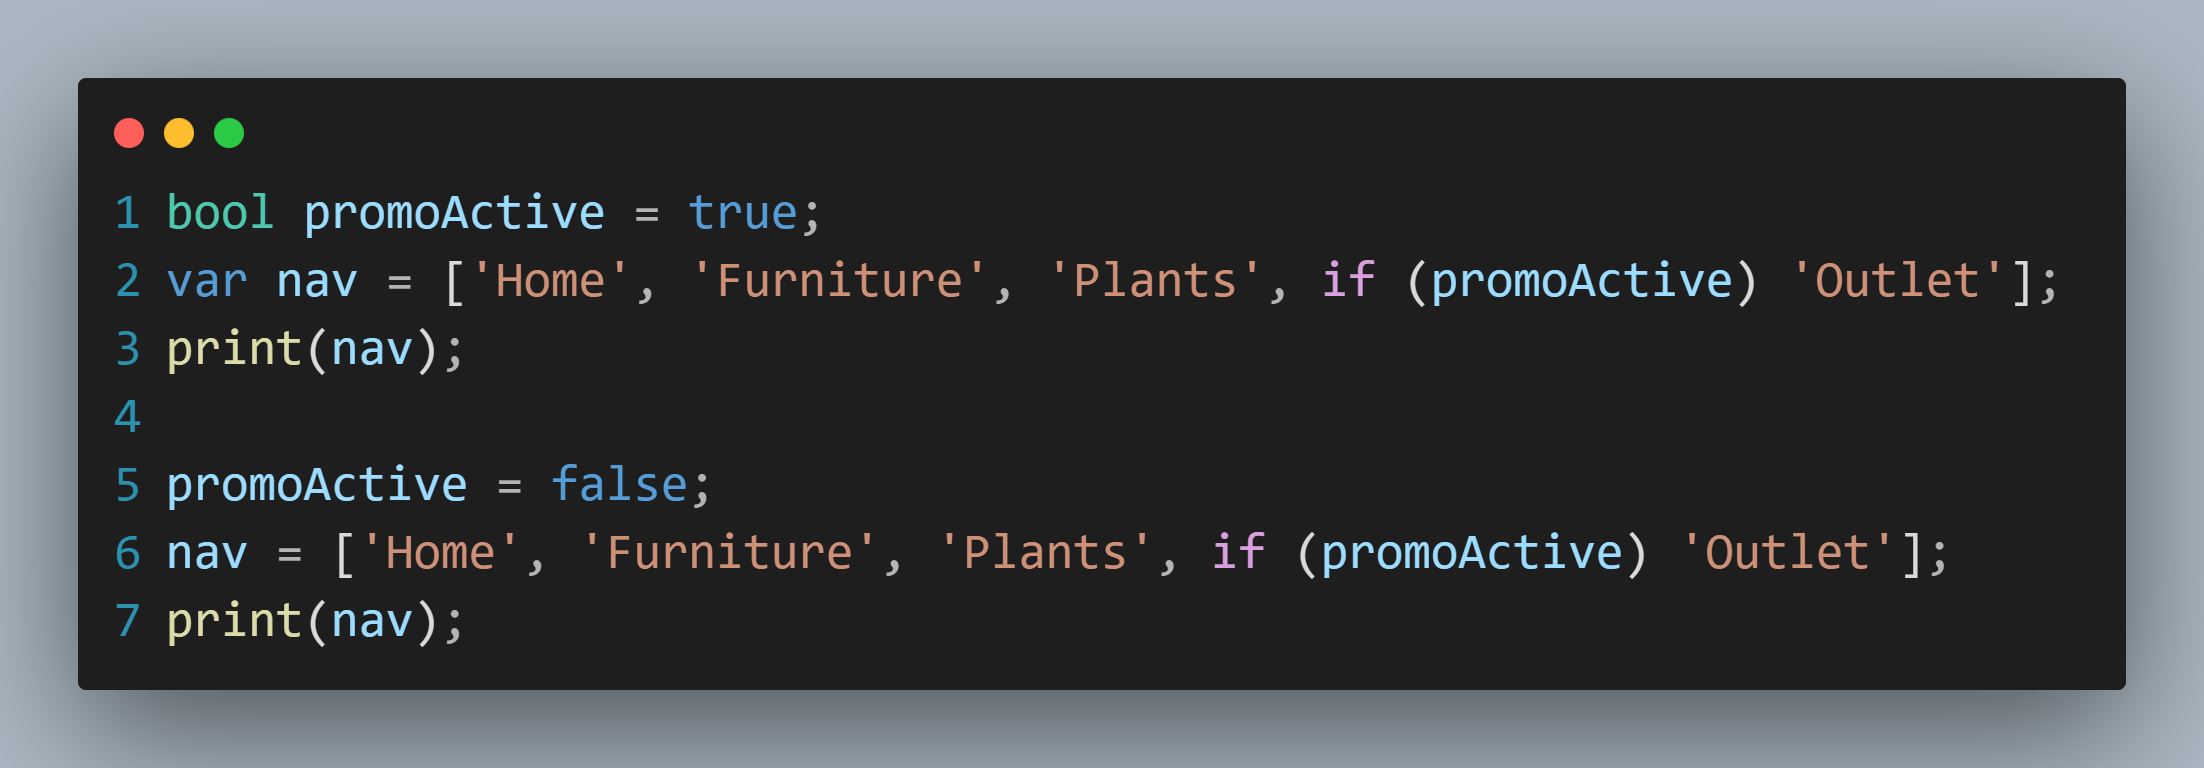 1 bool promoActive = true;
2 var nav = ['Home', 'Furniture', 'Plants', if (promoActive) 'Outlet'];
3 print(nav);
4
5 promoActive = false;
6 nav = ['Home', 'Furniture', 'Plants', if (promoActive) 'Outlet'];
7 print(nav);